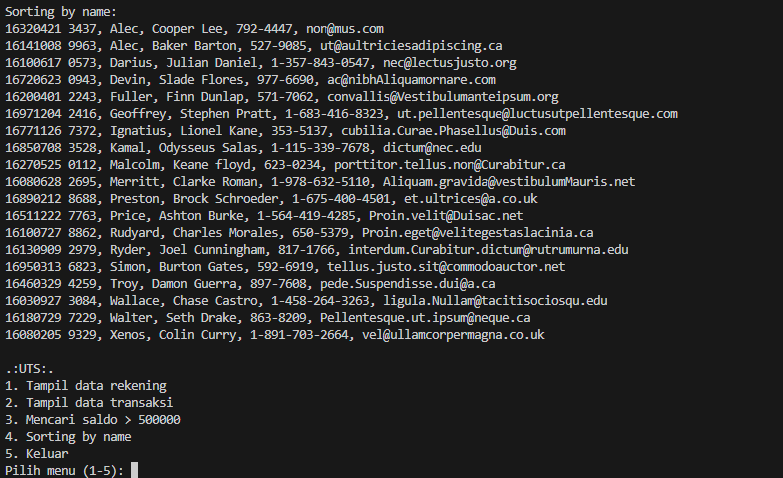 Sorting by name:
16320421 3437, Alec, Cooper Lee, 792-4447, non@mus.com
16141008 9963, Alec, Baker Barton, 527-9085, ut@aultriciesadipiscing.ca
16100617 0573, Darius, Julian Daniel, 1-357-843-0547, nec@lectusjusto.org
16720623 0943, Devin, Slade Flores, 977-6690, ac@nibhAliquamornare.com
16200401 2243, Fuller, Finn Dunlap, 571-7062, convallis@Vestibulumanteipsum.org
16971204 2416, Geoffrey, Stephen Pratt, 1-683-416-8323, ut.pellentesque@luctusutpellentesque.com
16771126 7372, Ignatius, Lionel Kane, 353-5137, cubilia.Curae.Phasellus@Duis.com
16850708 3528, Kamal, Odysseus Salas, 1-115-339-7678, dictum@nec.edu
16270525 0112, Malcolm, Keane floyd, 623-0234, porttitor.tellus.non@Curabitur.ca
16080628 2695, Merritt, Clarke Roman, 1-978-632-5110, Aliquam.gravida@vestibulumMauris.net
16890212 8688, Preston, Brock Schroeder, 1-675-400-4501, et.ultrices@a.co.uk
16511222 7763, Price, Ashton Burke, 1-564-419-4285, Proin.velit@Duisac.net
16100727 8862, Rudyard, Charles Morales, 650-5379, Proin.eget@velitegestaslacinia.ca
16130909 2979, Ryder, Joel Cunningham, 817-1766, interdum.Curabitur.dictum@rutrumurna.edu
16950313 6823, Simon, Burton Gates, 592-6919, tellus.justo.sit@commodoauctor.net
16460329 4259, Troy, Damon Guerra, 897-7608, pede.Suspendisse.dui@a.ca
16030927 3084, Wallace, Chase Castro, 1-458-264-3263, ligula.Nullam@tacitisociosqu.edu
16180729 7229, Walter, Seth Drake, 863-8209, Pellentesque.ut.ipsum@neque.ca
16080205 9329, Xenos, Colin Curry, 1-891-703-2664, vel@ullamcorpermagna.co.uk
.:UTS:.
1. Tampil data rekening
2. Tampil data transaksi
3. Mencari saldo > 500000
4. Sorting by name
5. Keluar
Pilih menu (1-5):